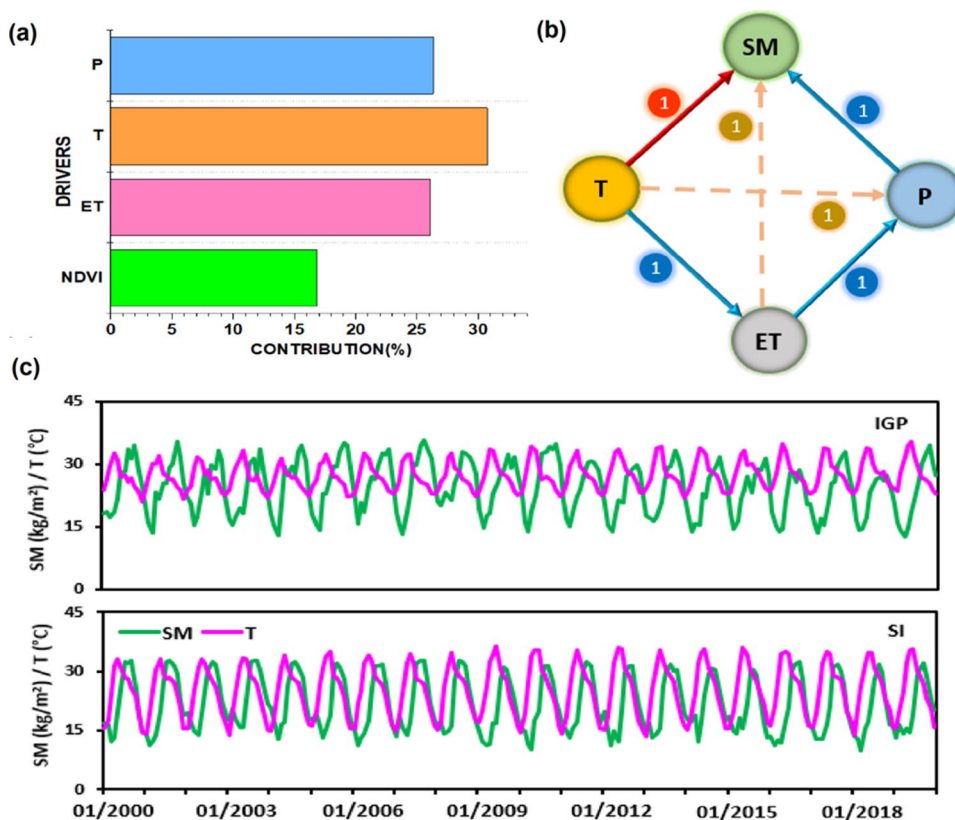 (a)
P
T
ET
NDVI
DRIVERS
0 5 10 15 20 25 30
CONTRIBUTION(%)
(b)
SM
1
1
1
T
P
1
1
1
ET
(c)
45
30
15
0
SM (kg/m²) / T (°C)
IGP
45
30
15
0
SM (kg/m²) / T (°C)
SM T
SI
01/2000 01/2003 01/2006 01/2009 01/2012 01/2015 01/2018